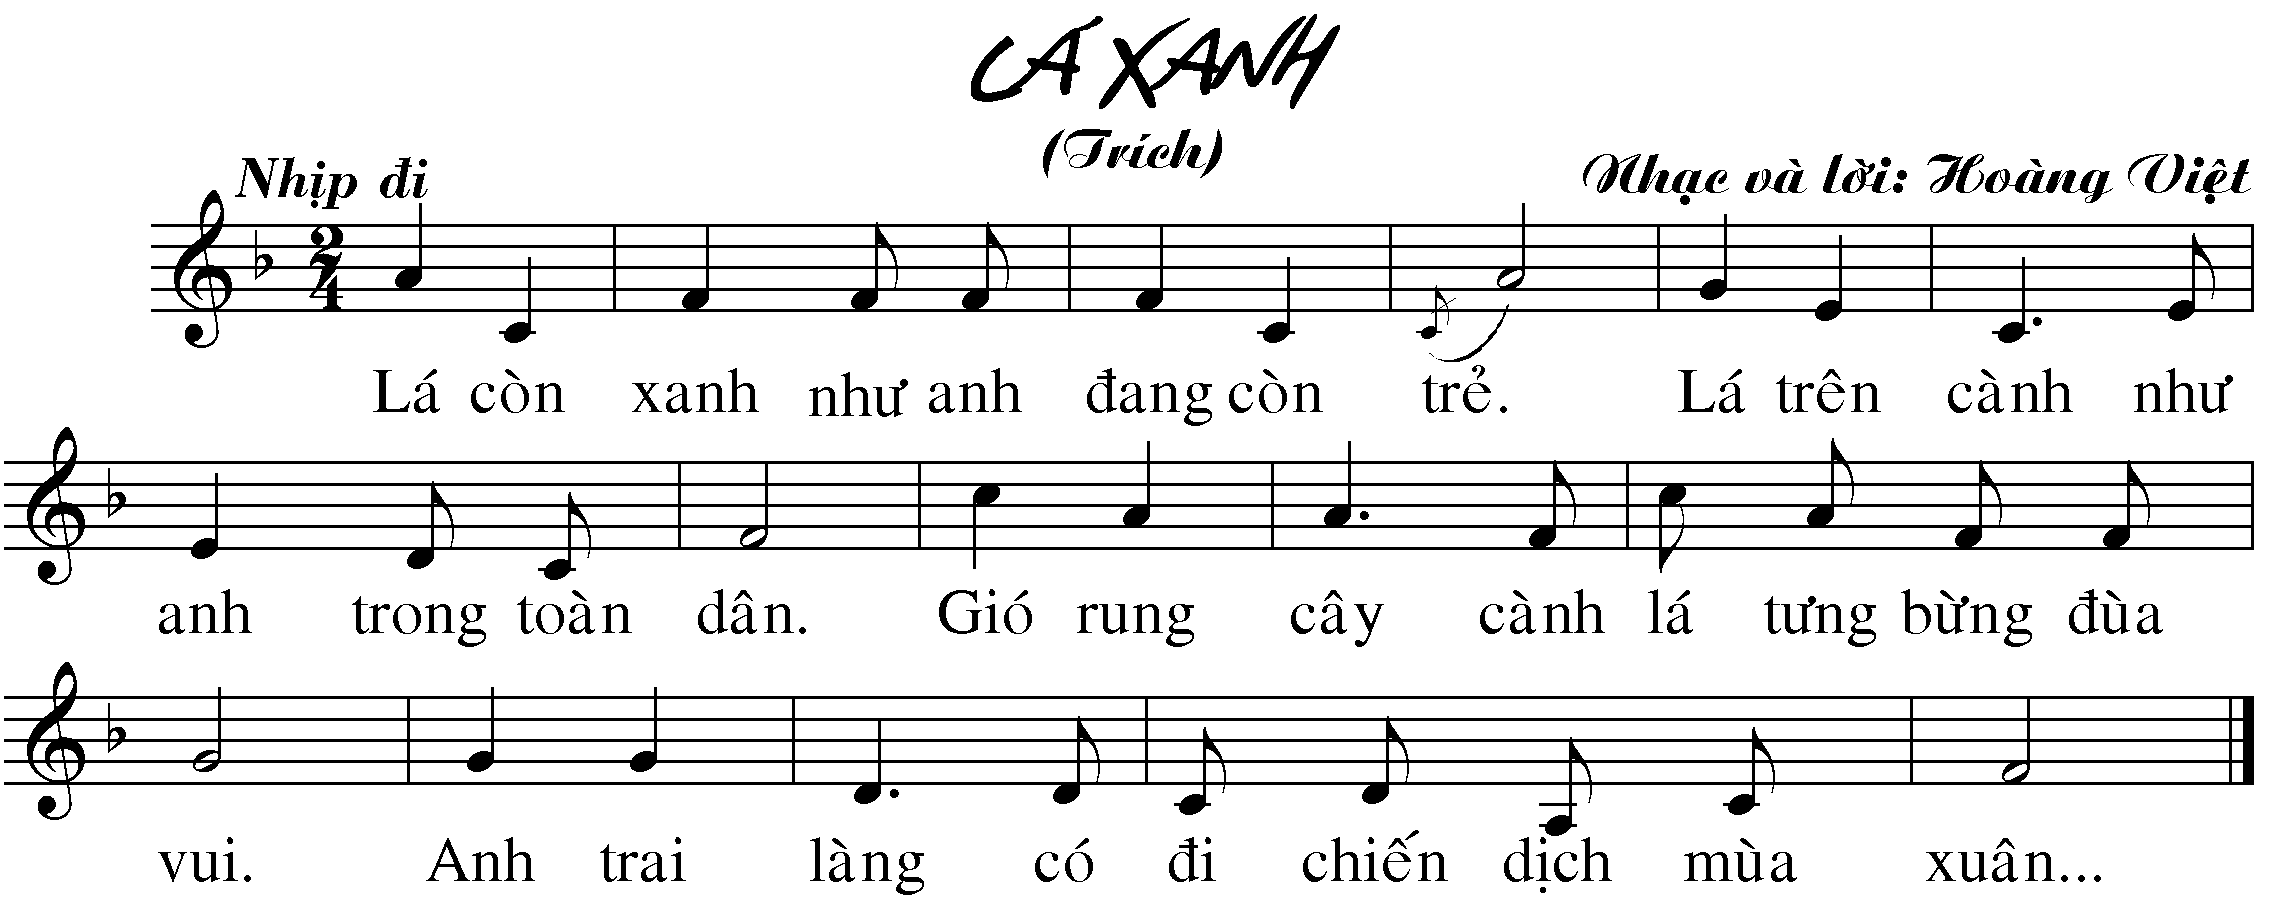 LÁ XANH
(Trích)
Nhịp đi
Nhạc và lời: Hoàng Việt
2
4
Lá còn xanh như anh đang còn trẻ. Lá trên cành như
anh trong toàn dân. Gió rung cây cành lá tưng bừng đùa
vui. Anh trai làng có đi chiến dịch mùa xuân...